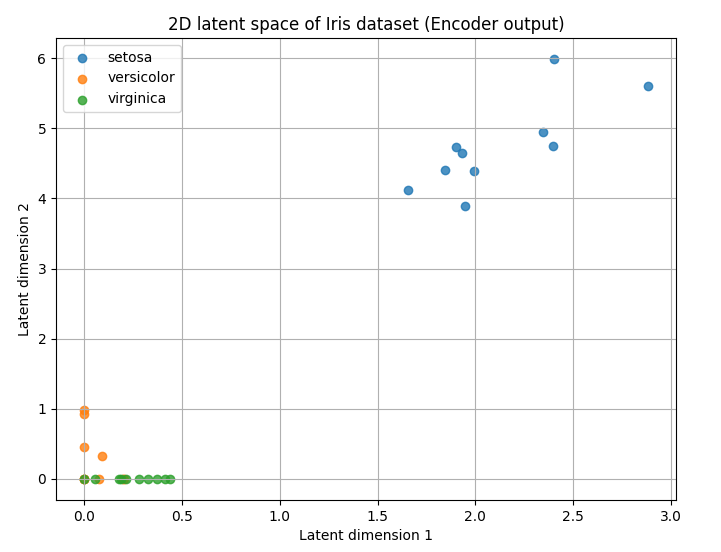 2D latent space of Iris dataset (Encoder output)
setosa
versicolor
virginica
6
5
4
3
2
1
0
Latent dimension 2
0.0 0.5 1.0 1.5 2.0 2.5 3.0
Latent dimension 1